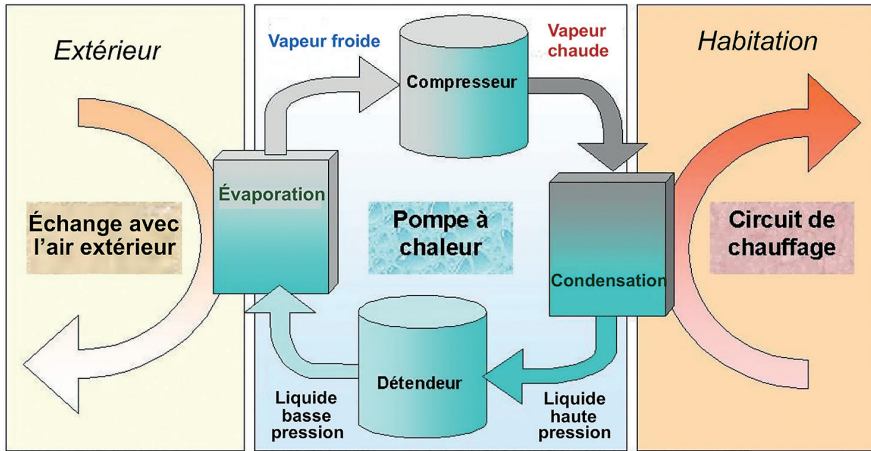 Extérieur
Vapeur froide
Vapeur
chaude
Habitation
Compresseur
Évaporation
Échange avec
l'air extérieur
Pompe à
chaleur
Condensation
Circuit de
chauffage
Détendeur
Liquide
basse
pression
Liquide
haute
pression